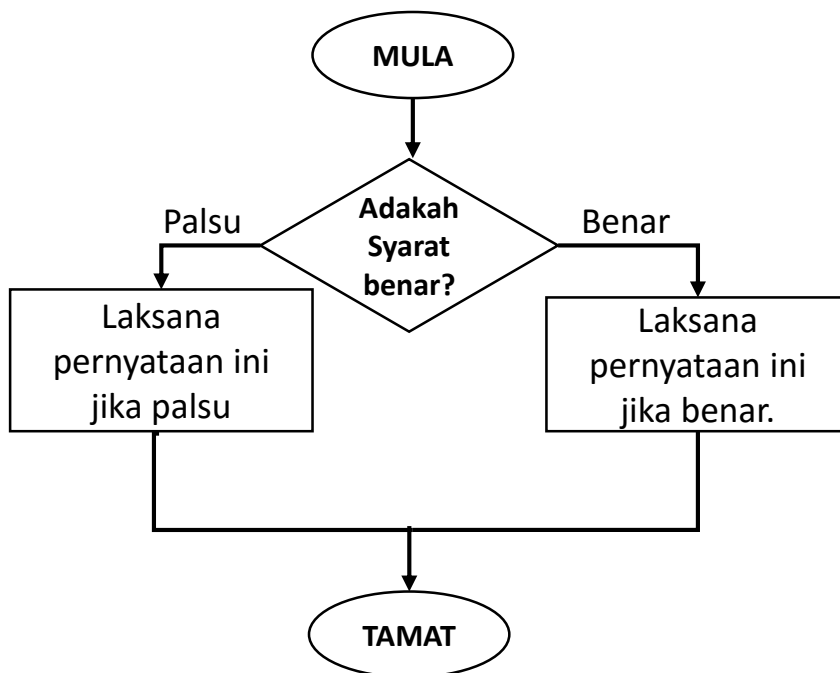 MULA
Adakah
Syarat
benar?
Palsu
Benar
Laksana
pernyataan ini
jika palsu
Laksana
pernyataan ini
jika benar.
TAMAT